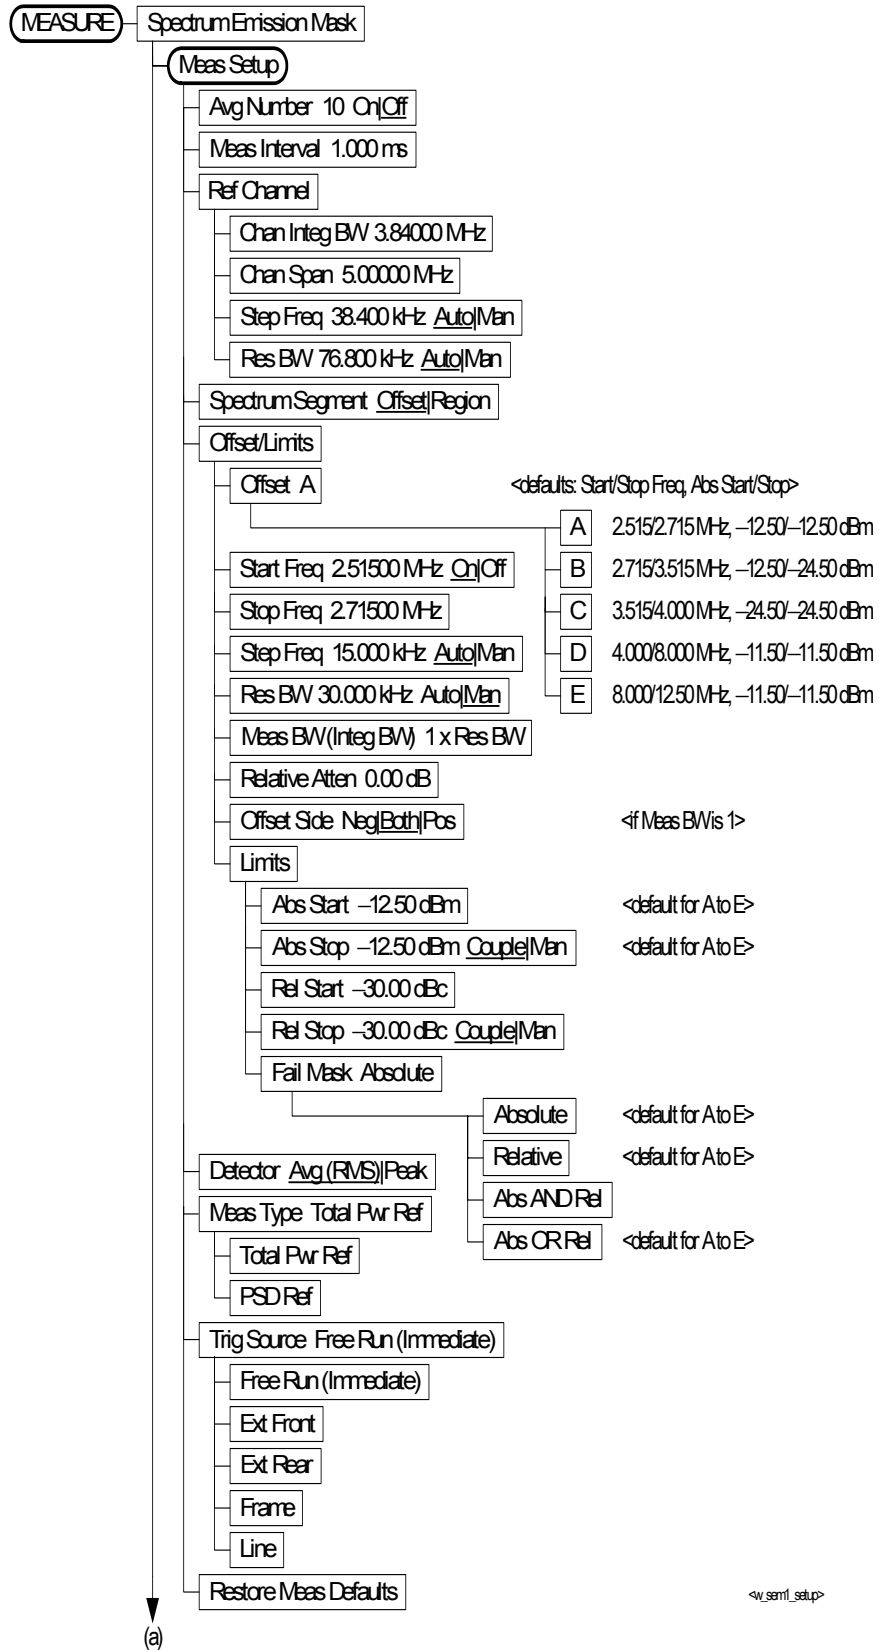 MEASURE Spectrum Emission Mask
Meas Setup
Avg Number 10 On|Off
Meas Interval 1.000 ms
Ref Channel
Chan Integ BW 3.84000 MHz
Chan Span 5.00000 MHz
Step Freq 38.400 kHz Auto|Man
Res BW 76.800 kHz Auto|Man
Spectrum Segment Offset|Region
Offset/Limits
Offset A <defaults: Start/Stop Freq, Abs Start/Stop>
A 2.515/2.715 MHz, –12.50/–12.50 dBm
Start Freq 2.51500 MHz On|Off B 2.715/3.515 MHz, –12.50/–24.50 dBm
Stop Freq 2.71500 MHz C 3.515/4.000 MHz, –24.50/–24.50 dBm
Step Freq 15.000 kHz Auto|Man D 4.000/8.000 MHz, –11.50/–11.50 dBm
Res BW 30.000 kHz Auto|Man E 8.000/12.50 MHz, –11.50/–11.50 dBm
Meas BW (Integ BW) 1 x Res BW
Relative Atten 0.00 dB
Offset Side Neg|Both|Pos <if Meas BW is 1>
Limits
Abs Start –12.50 dBm <default for A to E>
Abs Stop –12.50 dBm Couple|Man <default for A to E>
Rel Start –30.00 dBc
Rel Stop –30.00 dBc Couple|Man
Fail Mask Absolute
Absolute <default for A to E>
Relative <default for A to E>
Detector Avg (RMS)|Peak
Abs AND Rel
Meas Type Total Pwr Ref
Abs OR Rel <default for A to E>
Total Pwr Ref
PSD Ref
Trig Source Free Run (Immediate)
Free Run (Immediate)
Ext Front
Ext Rear
Frame
Line
Restore Meas Defaults <w_sem1_setup>
(a)